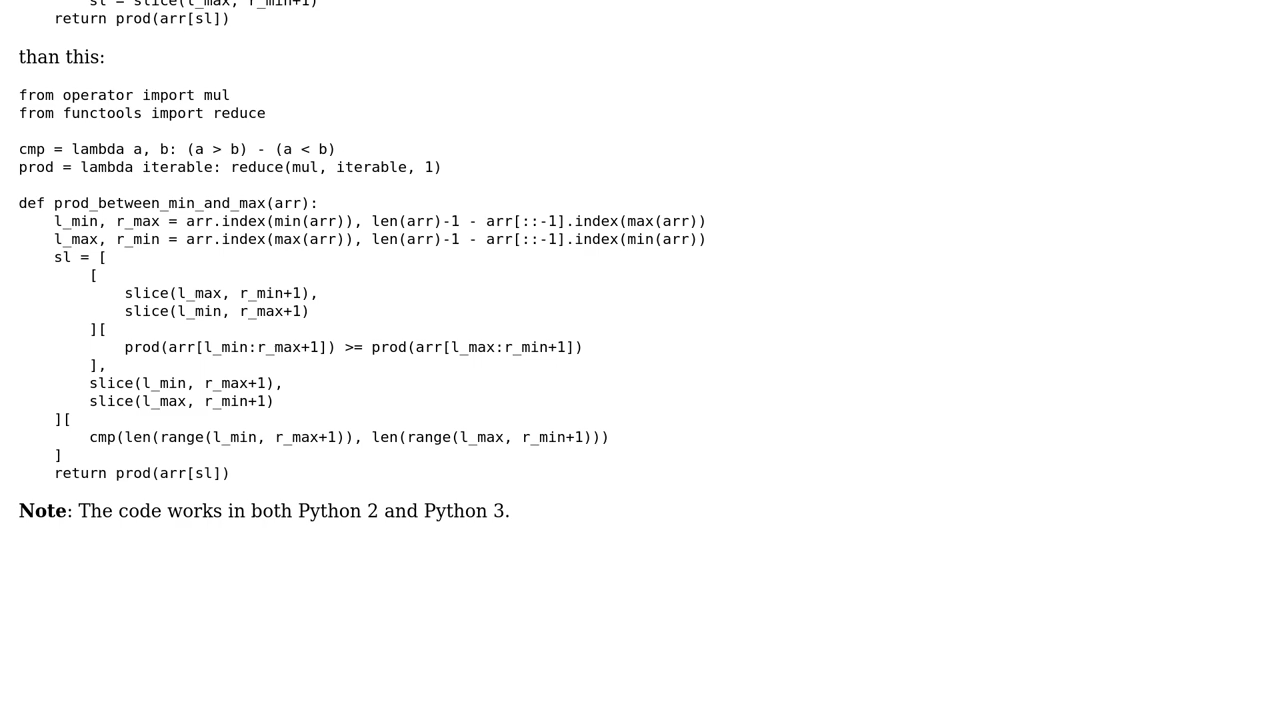 sl = slice(l_max, r_min+1)
    return prod(arr[sl])
than this:
from operator import mul
from functools import reduce
cmp = lambda a, b: (a > b) - (a < b)
prod = lambda iterable: reduce(mul, iterable, 1)
def prod_between_min_and_max(arr):
    l_min, r_max = arr.index(min(arr)), len(arr)-1 - arr[::-1].index(max(arr))
    l_max, r_min = arr.index(max(arr)), len(arr)-1 - arr[::-1].index(min(arr))
    sl = [
        [
            slice(l_max, r_min+1),
            slice(l_min, r_max+1)
        ][
            prod(arr[l_min:r_max+1]) >= prod(arr[l_max:r_min+1])
        ],
        slice(l_min, r_max+1),
        slice(l_max, r_min+1)
    ][
        cmp(len(range(l_min, r_max+1)), len(range(l_max, r_min+1)))
    ]
    return prod(arr[sl])
Note: The code works in both Python 2 and Python 3.